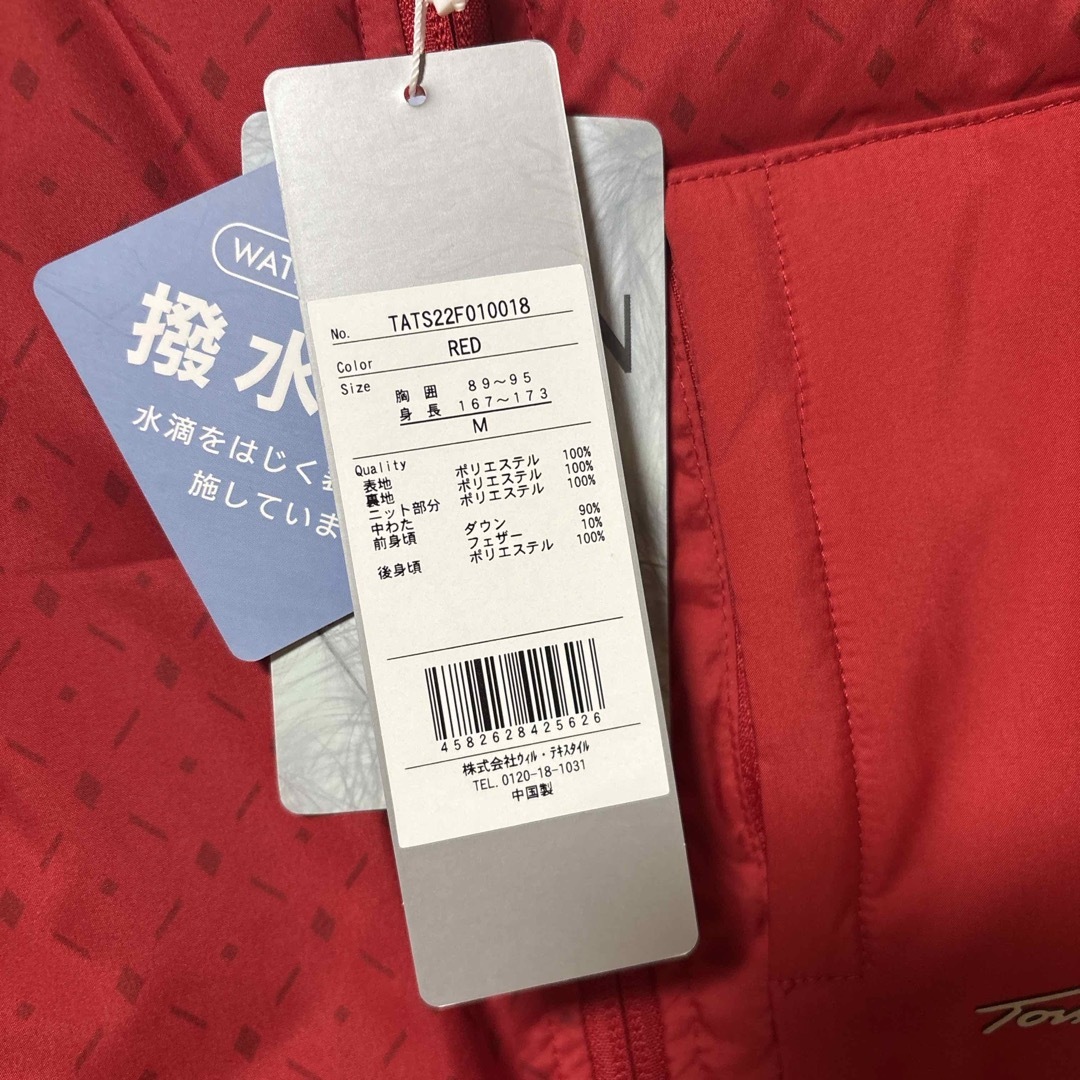 WAT
撥水
水滴をはじく
施していま
N
No. TATS22F010018
Color RED
Size 胸囲 89～95
身長 167～173
M
Quality
表地 ポリエステル 100%
裏地 ポリエステル 100%
ニット部分 ポリエステル 100%
中わた
前身頃 ダウン 90%
フェザー 10%
後身頃 ポリエステル 100%
4582628425626
株式会社ウィル・テキスタイル
TEL. 0120-18-1031
中国製